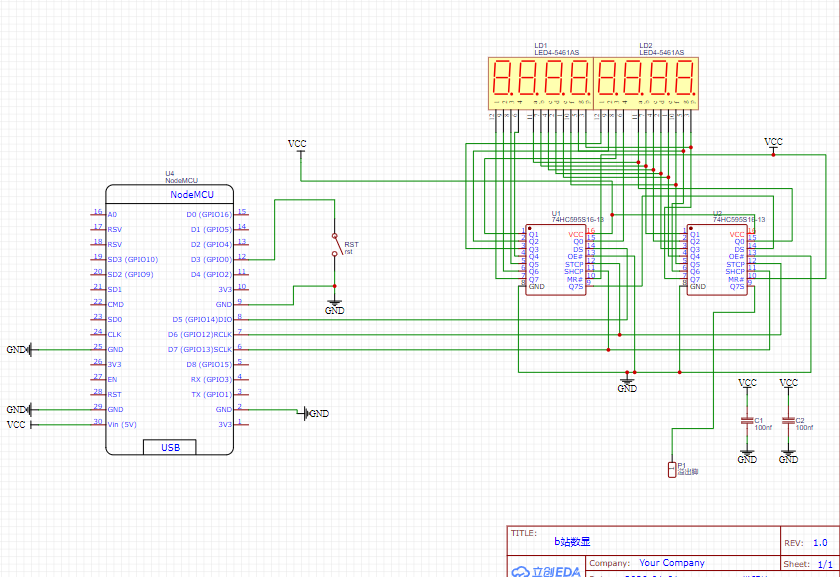 LD1
LED4-5461AS
LD2
LED4-5461AS
VCC
VCC
U4
NodeMCU
NodeMCU
16 A0
17 RSV
18 RSV
19 SD3 (GPIO10)
20 SD2 (GPIO9)
21 SD1
22 CMD
23 SD0
24 CLK
25 GND
26 3V3
27 EN
28 RST
29 GND
30 Vin (5V)
D0 (GPIO16) 15
D1 (GPIO5) 14
D2 (GPIO4) 13
D3 (GPIO0) 12
D4 (GPIO2) 11
3V3 10
GND 9
D5 (GPIO14)DIO 8
D6 (GPIO12)RCLK 7
D7 (GPIO13)SCLK 6
D8 (GPIO15) 5
RX (GPIO3) 4
TX (GPIO1) 3
GND 2
3V3 1
USB
GND
GND
VCC
GND
RST
rst
GND
U1
74HC595S16-13
1 Q1
2 Q2
3 Q3
4 Q4
5 Q5
6 Q6
7 Q7
8 GND
VCC 16
Q0 15
DS 14
OE# 13
STCP 12
SHCP 11
MR# 10
Q7S 9
74HC595S16-13
1 Q1
2 Q2
3 Q3
4 Q4
5 Q5
6 Q6
7 Q7
8 GND
VCC 16
Q0 15
DS 14
OE# 13
STCP 12
SHCP 11
MR# 10
Q7S 9
GND
VCC
VCC
C1
100nf
C2
100nf
GND
GND
P1
溢出脚
TITLE:
b站数显
REV: 1.0
立创EDA
Company: Your Company
Sheet: 1/1